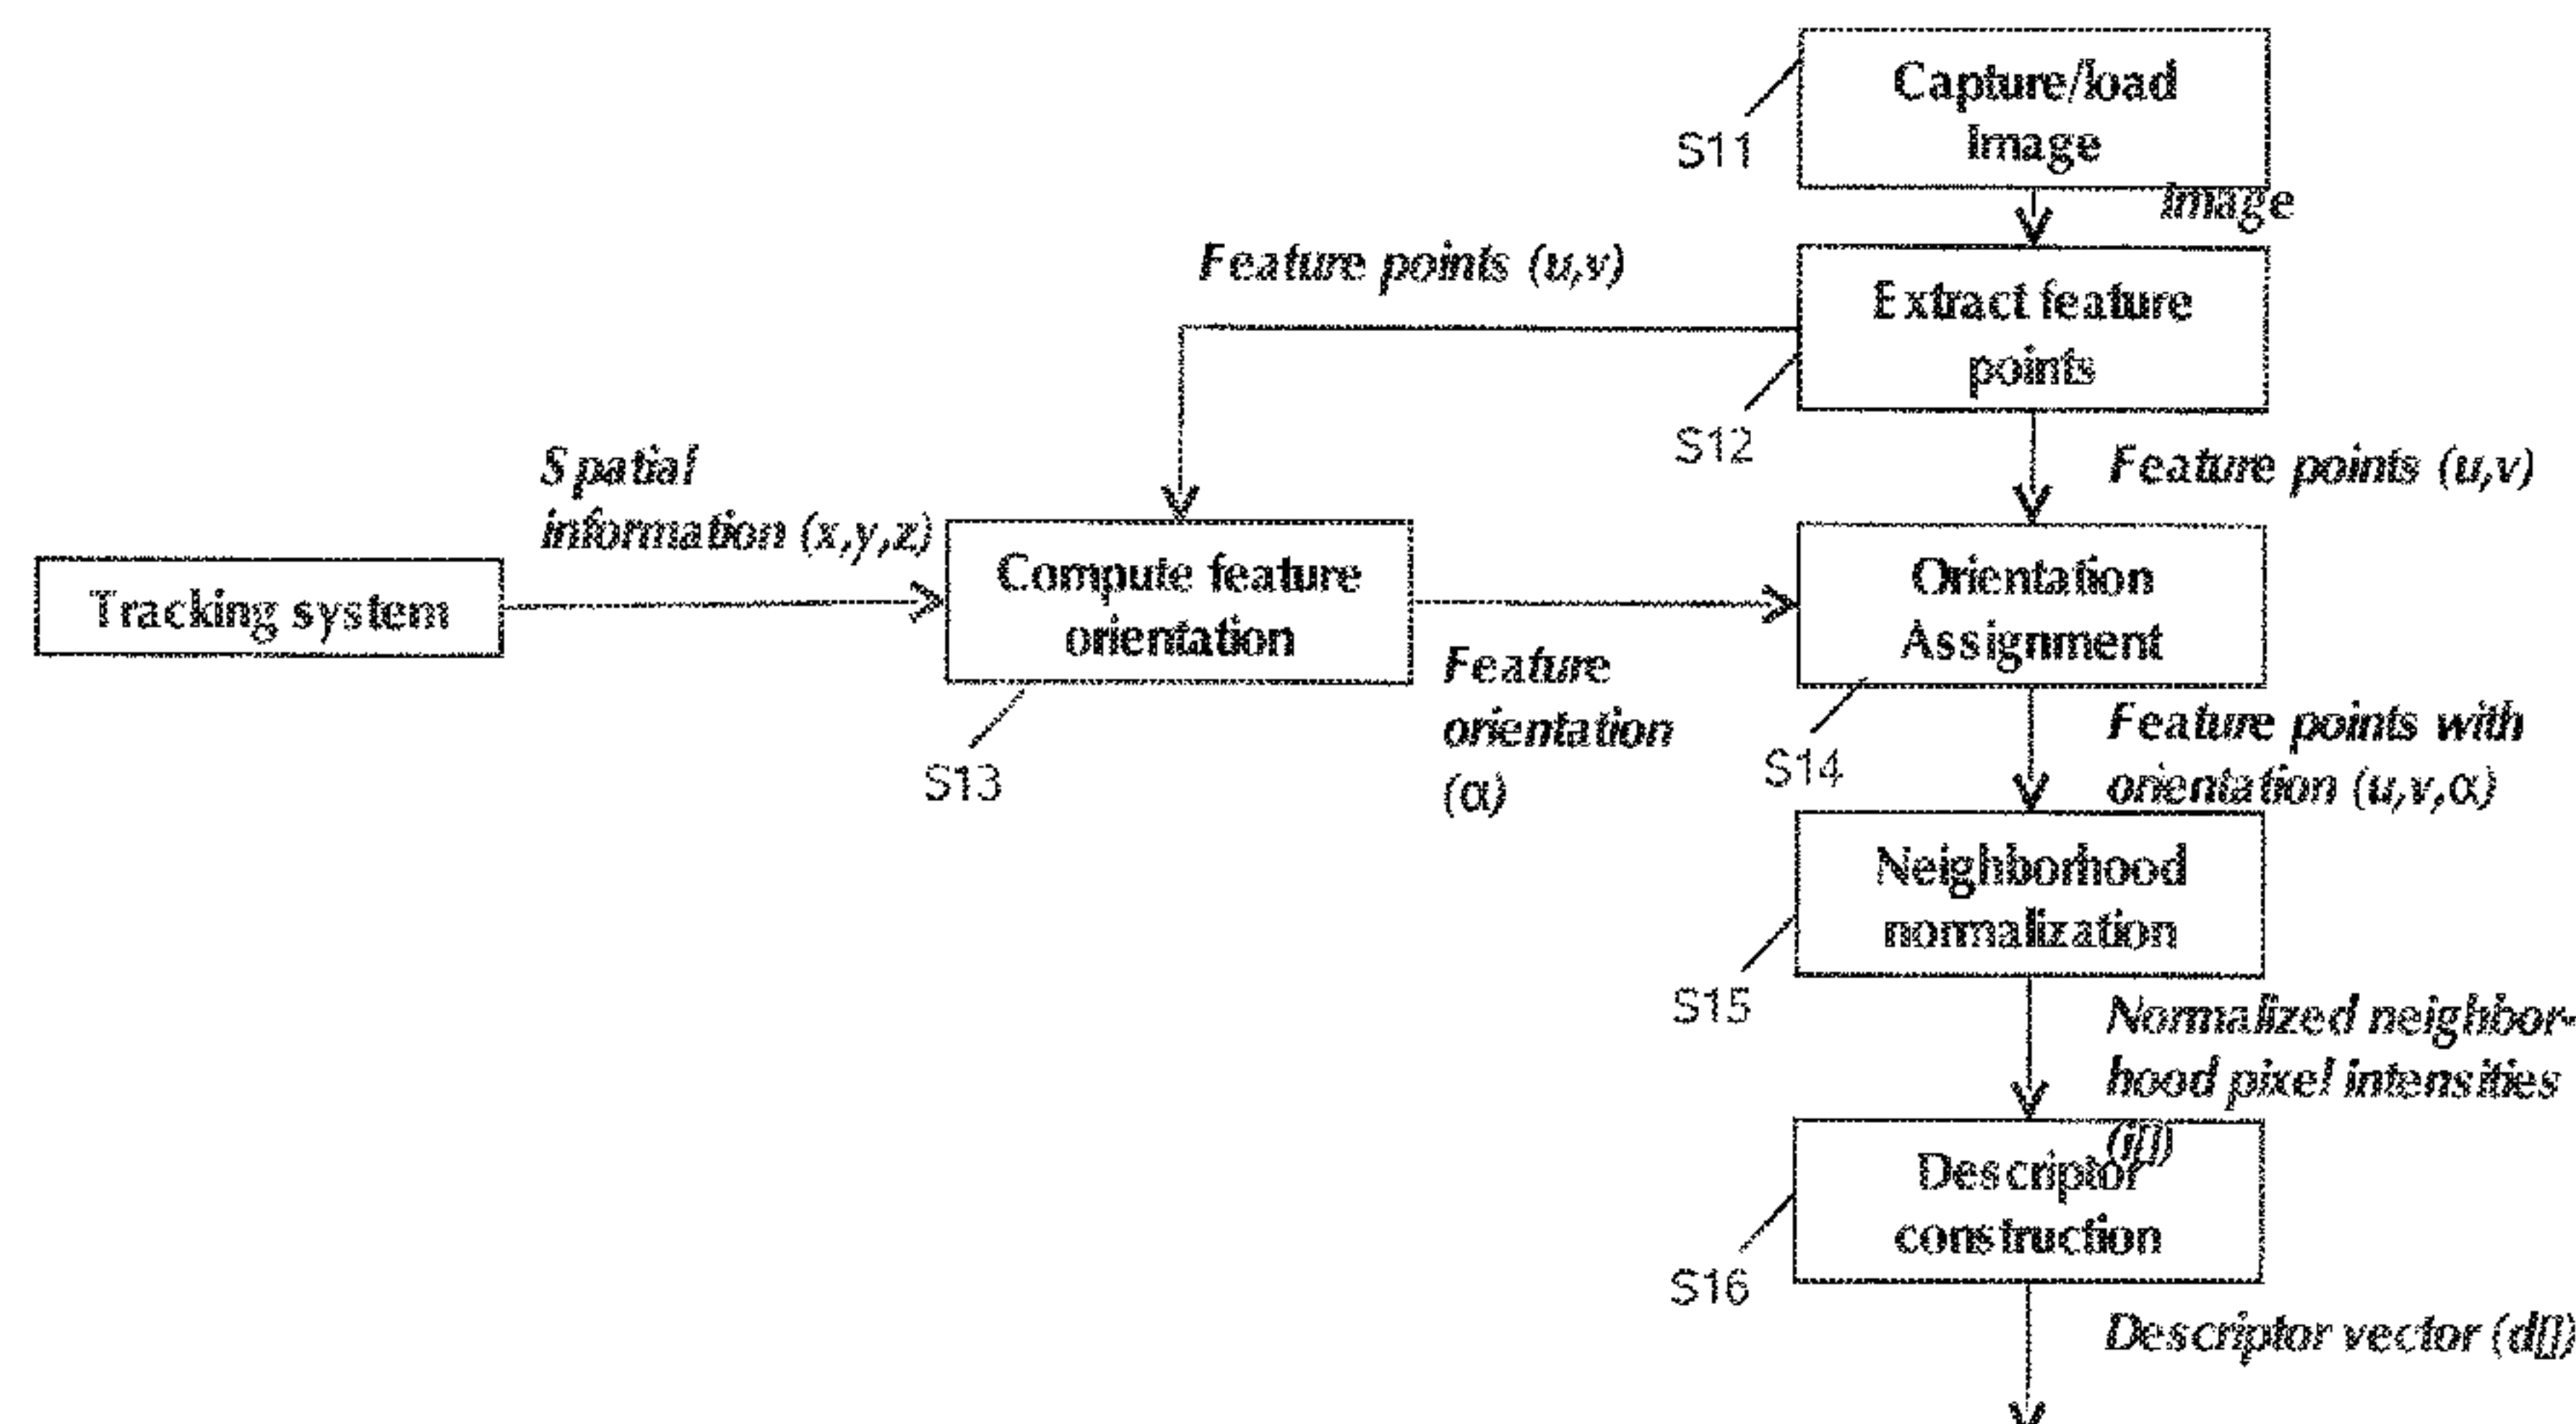 Capture/load
Image
S11
Image
Feature points (u,v)
Extract feature
points
S12
Feature points (u,v)
Spatial
information (x,y,z)
Tracking system
Compute feature
orientation
S13
Feature
orientation
(α)
Orientation
Assignment
S14
Feature points with
orientation (u,v,α)
Neighborhood
normalization
S15
Normalized neighbor-
hood pixel intensities
(i[])
Descriptor
construction
S16
Descriptor vector (d[])